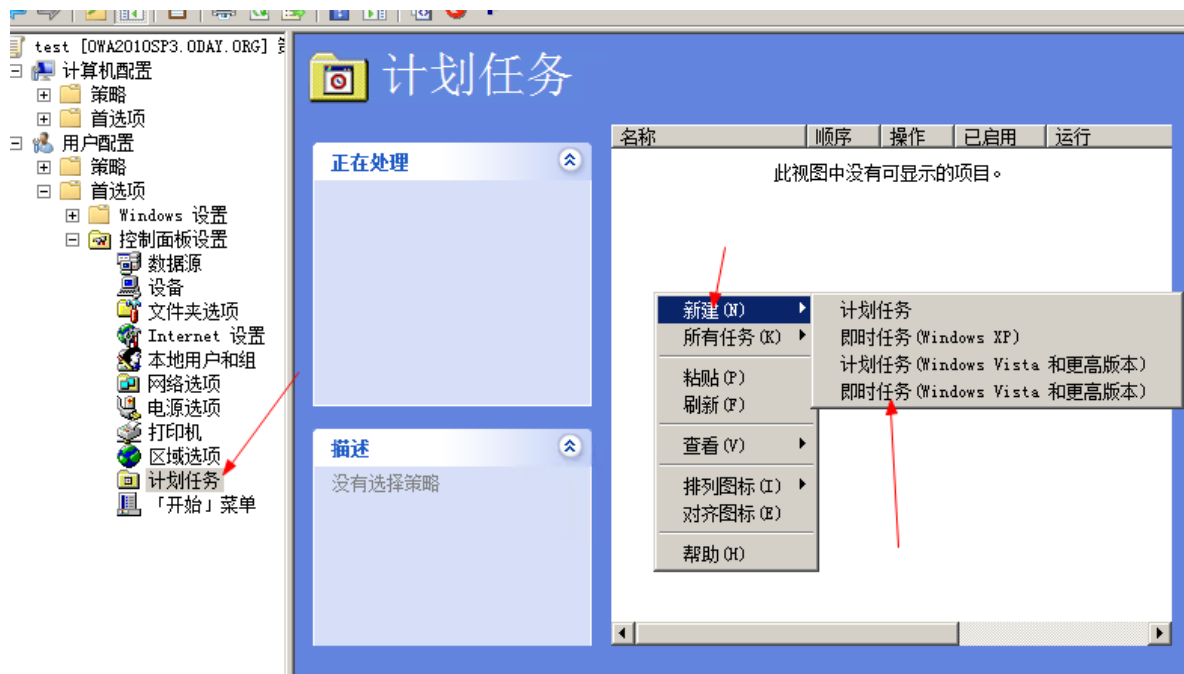 test [OWA2010SP3.0DAY.ORG]
计算机配置
策略
首选项
用户配置
策略
首选项
Windows 设置
控制面板设置
数据源
设备
文件夹选项
Internet 设置
本地用户和组
网络选项
电源选项
打印机
区域选项
计划任务
「开始」菜单
计划任务
正在处理
描述
没有选择策略
名称 顺序 操作 已启用 运行
此视图中没有可显示的项目。
新建(N)
所有任务(K)
粘贴(P)
刷新(F)
查看(V)
排列图标(I)
对齐图标(E)
帮助(H)
计划任务
即时任务(Windows XP)
计划任务(Windows Vista 和更高版本)
即时任务(Windows Vista 和更高版本)